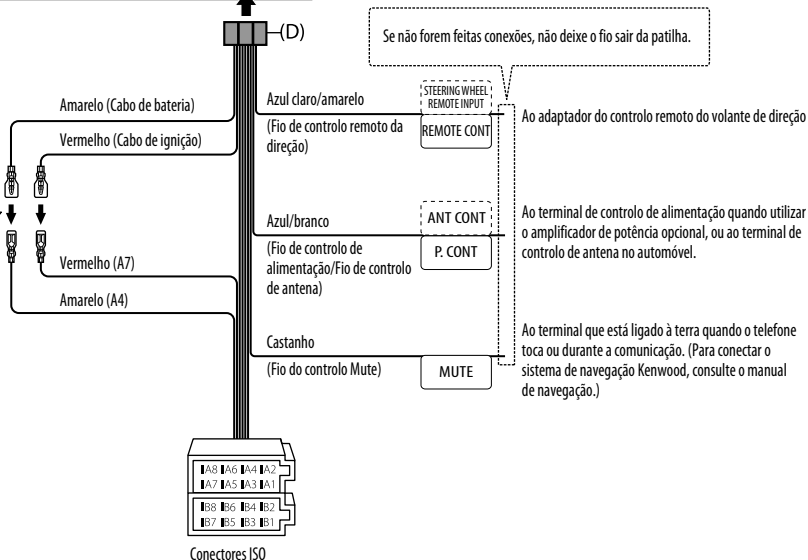 (D)
Se não forem feitas conexões, não deixe o fio sair da patilha.
Amarelo (Cabo de bateria)
Vermelho (Cabo de ignição)
Azul claro/amarelo
(Fio de controlo remoto da
direção)
STEERING WHEEL
REMOTE INPUT
REMOTE CONT
Ao adaptador do controlo remoto do volante de direção
Azul/branco
(Fio de controlo de
alimentação/Fio de controlo
de antena)
ANT CONT
P. CONT
Ao terminal de controlo de alimentação quando utilizar
o amplificador de potência opcional, ou ao terminal de
controlo de antena no automóvel.
Vermelho (A7)
Amarelo (A4)
Castanho
(Fio do controlo Mute)
MUTE
Ao terminal que está ligado à terra quando o telefone
toca ou durante a comunicação. (Para conectar o
sistema de navegação Kenwood, consulte o manual
de navegação.)
A8 A6 A4 A2
A7 A5 A3 A1
B8 B6 B4 B2
B7 B5 B3 B1
Conectores ISO